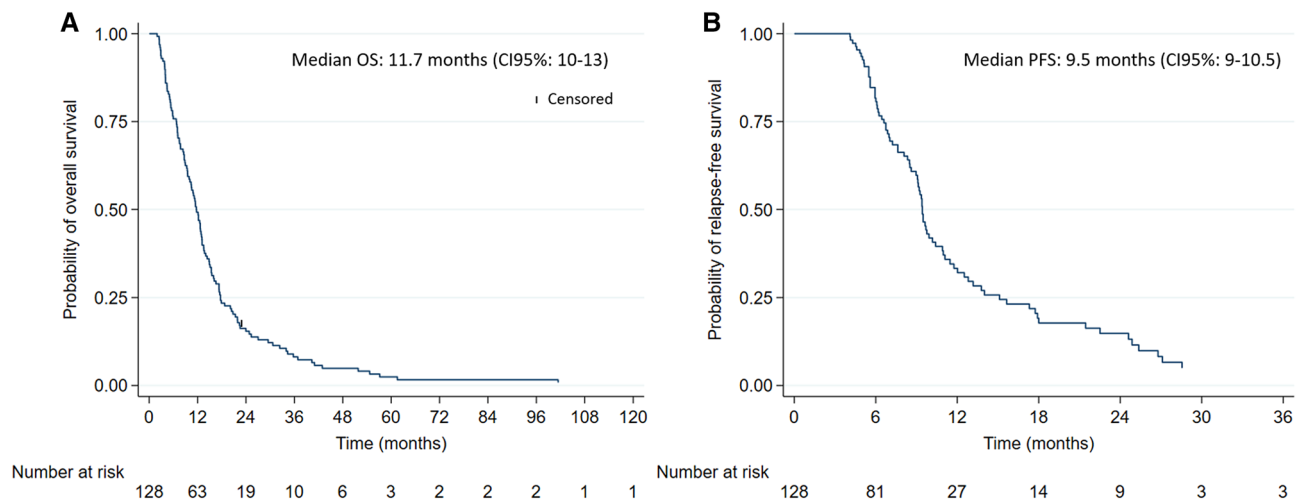 A
Median OS: 11.7 months (CI95%: 10-13)
Censored
Probability of overall survival
1.00
0.75
0.50
0.25
0.00
0 12 24 36 48 60 72 84 96 108 120
Time (months)
Number at risk
128 63 19 10 6 3 2 2 2 1 1
B
Median PFS: 9.5 months (CI95%: 9-10.5)
Probability of relapse-free survival
1.00
0.75
0.50
0.25
0.00
0 6 12 18 24 30 36
Time (months)
Number at risk
128 81 27 14 9 3 3